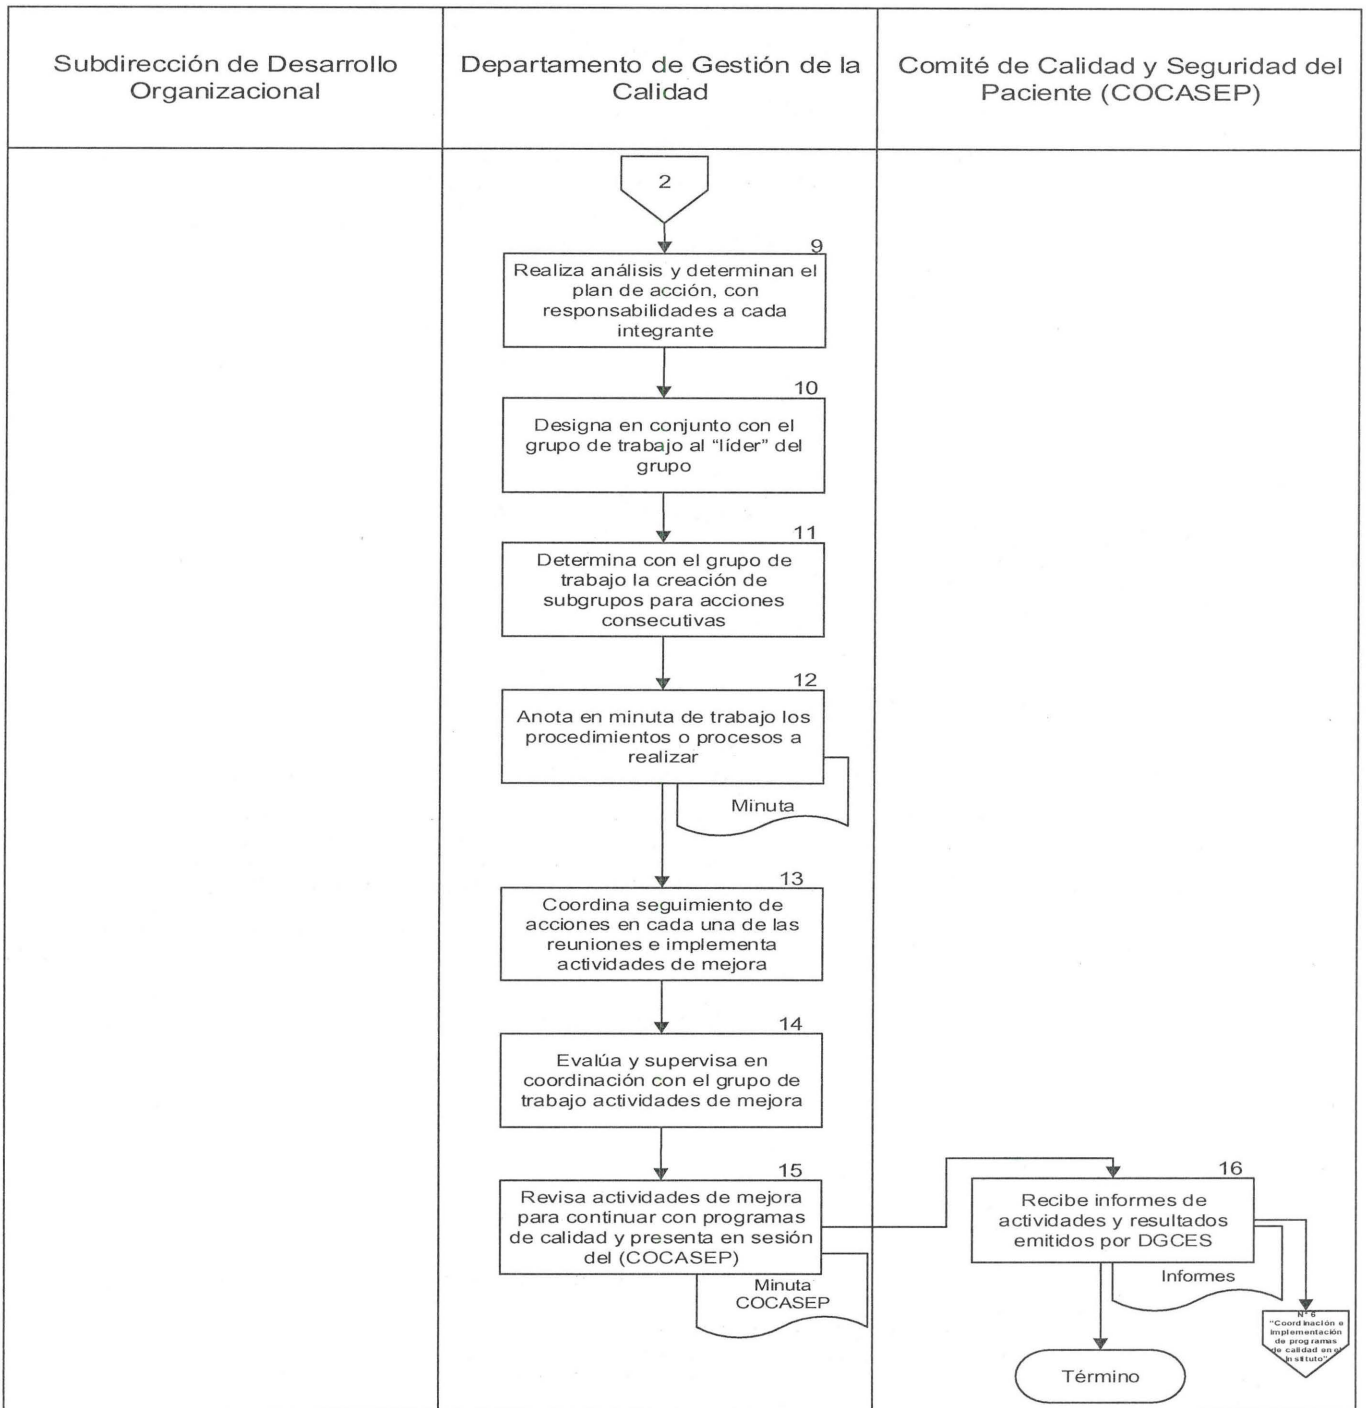 Subdirección de Desarrollo
Organizacional
Departamento de Gestión de la
Calidad
Comité de Calidad y Seguridad del
Paciente (COCASEP)
2
9
Realiza análisis y determinan el
plan de acción, con
responsabilidades a cada
integrante
10
Designa en conjunto con el
grupo de trabajo al “líder” del
grupo
11
Determina con el grupo de
trabajo la creación de
subgrupos para acciones
consecutivas
12
Anota en minuta de trabajo los
procedimientos o procesos a
realizar
Minuta
13
Coordina seguimiento de
acciones en cada una de las
reuniones e implementa
actividades de mejora
14
Evalúa y supervisa en
coordinación con el grupo de
trabajo actividades de mejora
15
Revisa actividades de mejora
para continuar con programas
de calidad y presenta en sesión
del (COCASEP)
Minuta
COCASEP
16
Recibe informes de
actividades y resultados
emitidos por DGCES
Informes
N° 6
“Coordinación e
implementación
de programas
de calidad en el
Instituto”
Término